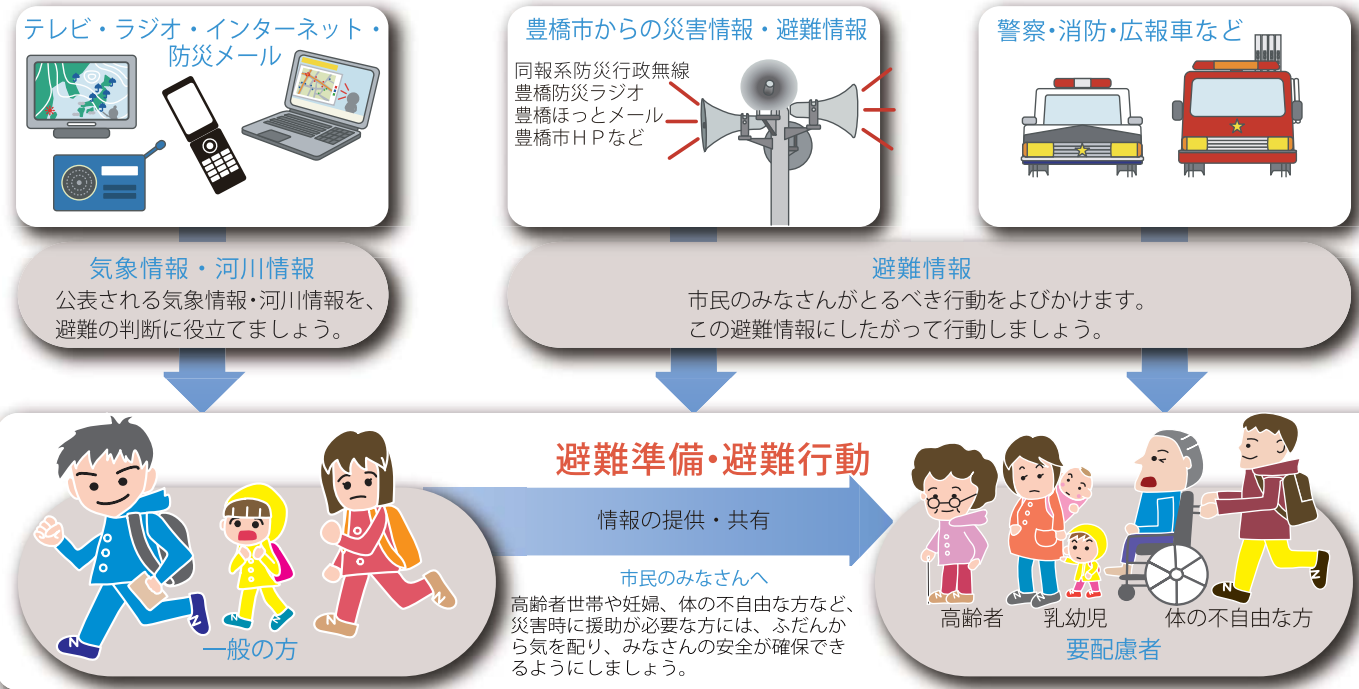 テレビ・ラジオ・インターネット・
防災メール
豊橋市からの災害情報・避難情報
同報系防災行政無線
豊橋防災ラジオ
豊橋ほっとメール
豊橋市HPなど
警察・消防・広報車など
気象情報・河川情報
公表される気象情報・河川情報を、
避難の判断に役立てましょう。
避難情報
市民のみなさんがとるべき行動をよびかけます。
この避難情報にしたがって行動しましょう。
避難準備・避難行動
情報の提供・共有
市民のみなさんへ
高齢者世帯や妊婦、体の不自由な方など、
災害時に援助が必要な方には、ふだんか
ら気を配り、みなさんの安全が確保でき
るようにしましょう。
一般の方
高齢者
乳幼児
体の不自由な方
要配慮者